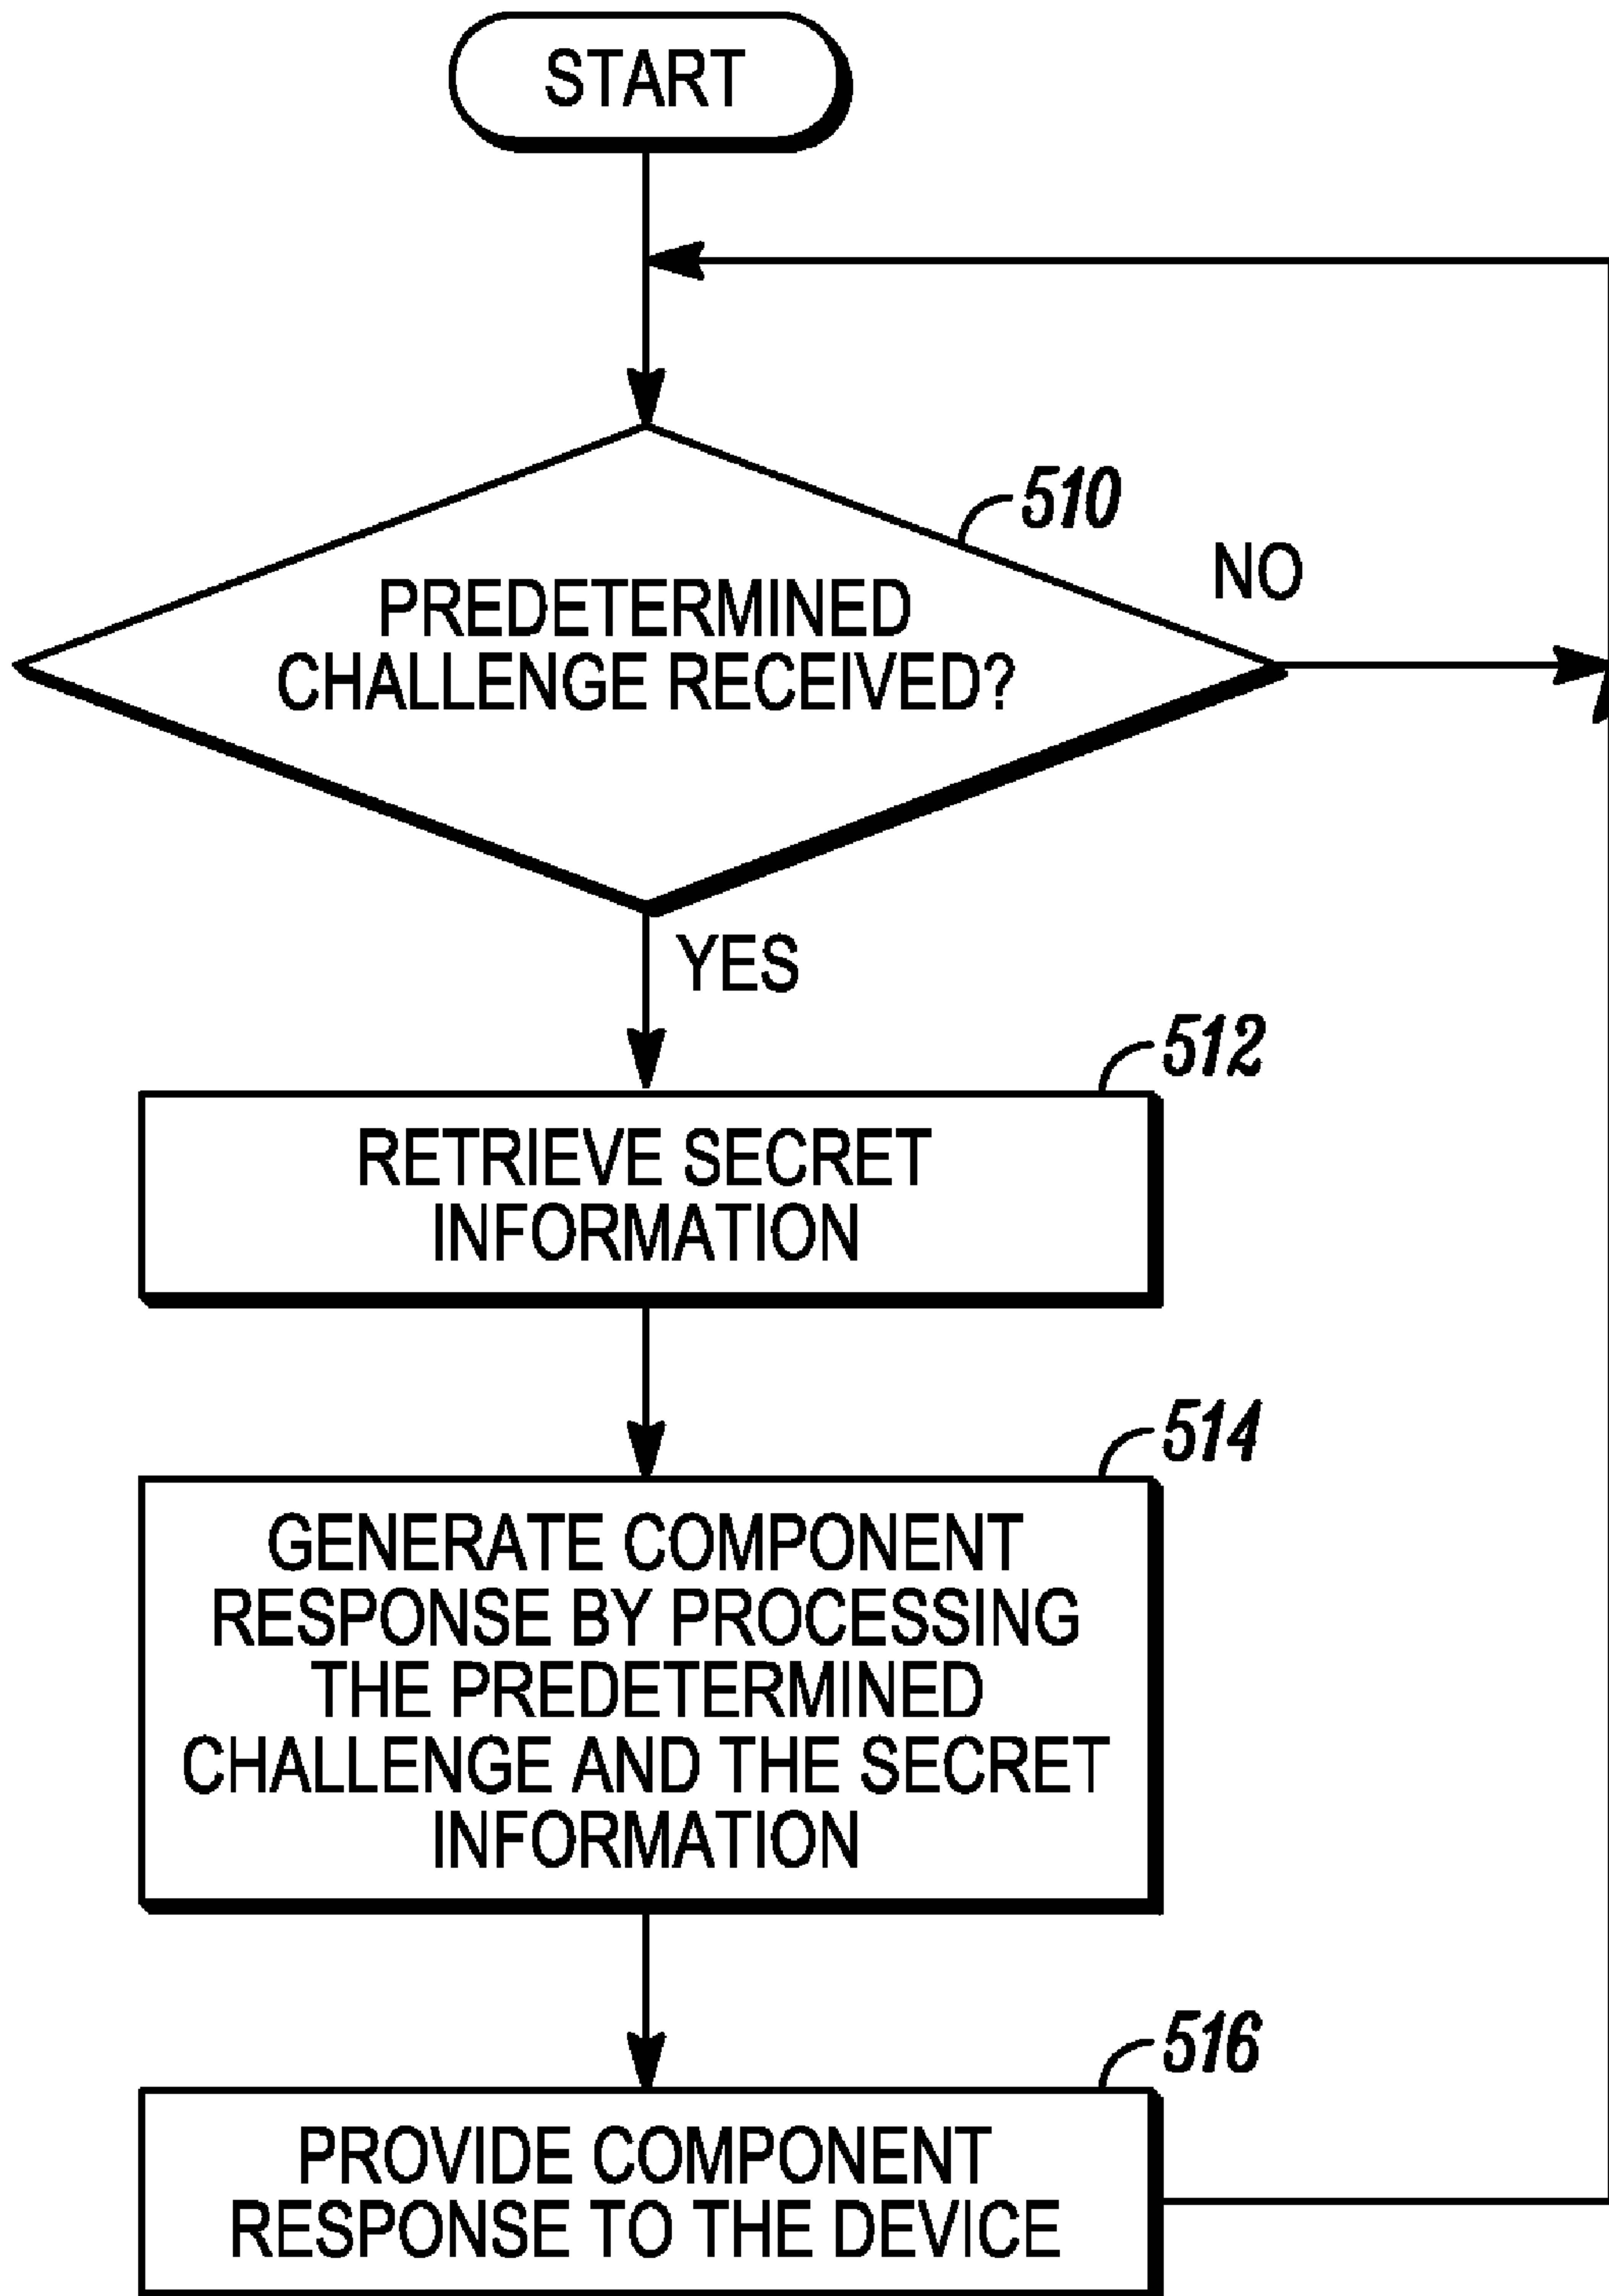 START
510
NO
PREDETERMINED
CHALLENGE RECEIVED?
YES
512
RETRIEVE SECRET
INFORMATION
514
GENERATE COMPONENT
RESPONSE BY PROCESSING
THE PREDETERMINED
CHALLENGE AND THE SECRET
INFORMATION
516
PROVIDE COMPONENT
RESPONSE TO THE DEVICE